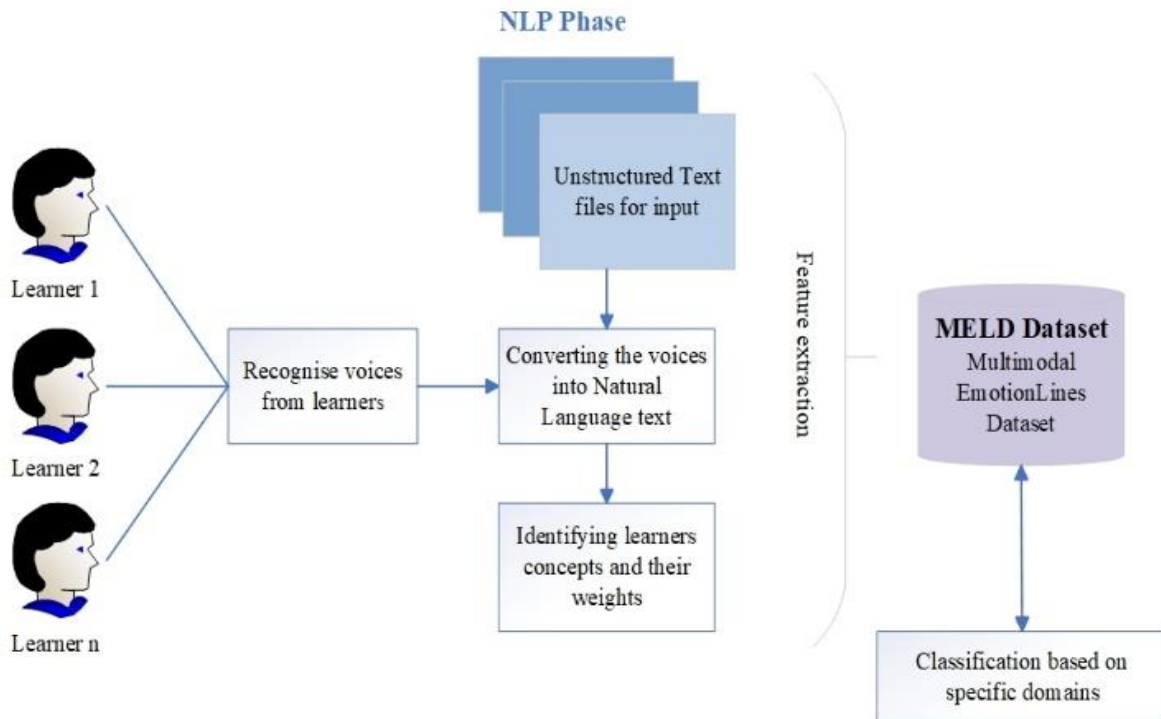 NLP Phase
Unstructured Text
files for input
Learner 1
Learner 2
Learner n
Recognise voices
from learners
Converting the voices
into Natural
Language text
Identifying learners
concepts and their
weights
Feature extraction
MELD Dataset
Multimodal
EmotionLines
Dataset
Classification based on
specific domains